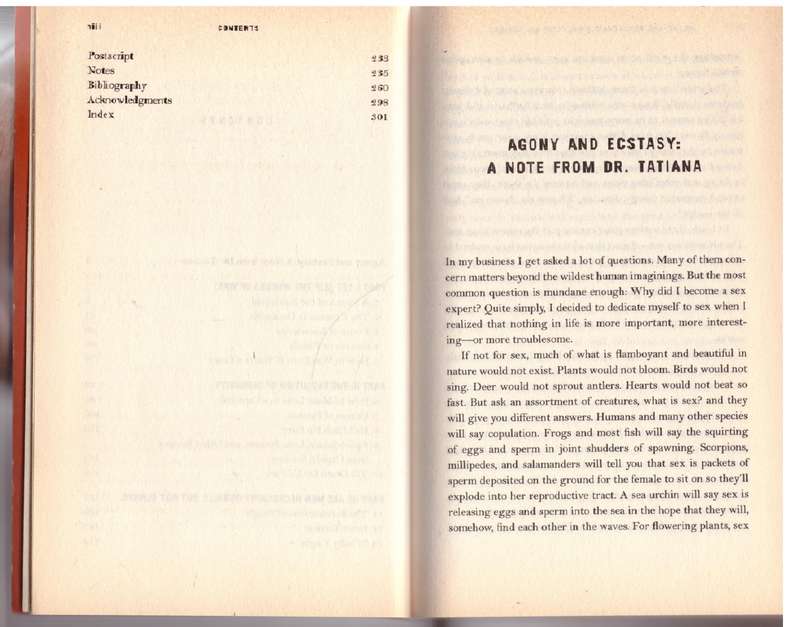 viii
CONTENTS
Postscript 233
Notes 235
Bibliography 260
Acknowledgments 298
Index 301
AGONY AND ECSTASY:
A NOTE FROM DR. TATIANA
In my business I get asked a lot of questions. Many of them con-
cern matters beyond the wildest human imaginings. But the most
common question is mundane enough: Why did I become a sex
expert? Quite simply, I decided to dedicate myself to sex when I
realized that nothing in life is more important, more interest-
ing—or more troublesome.
If not for sex, much of what is flamboyant and beautiful in
nature would not exist. Plants would not bloom. Birds would not
sing. Deer would not sprout antlers. Hearts would not beat so
fast. But ask an assortment of creatures, what is sex? and they
will give you different answers. Humans and many other species
will say copulation. Frogs and most fish will say the squirting
of eggs and sperm in joint shudders of spawning. Scorpions,
millipedes, and salamanders will tell you that sex is packets of
sperm deposited on the ground for the female to sit on so they'll
explode into her reproductive tract. A sea urchin will say sex is
releasing eggs and sperm into the sea in the hope that they will,
somehow, find each other in the waves. For flowering plants, sex